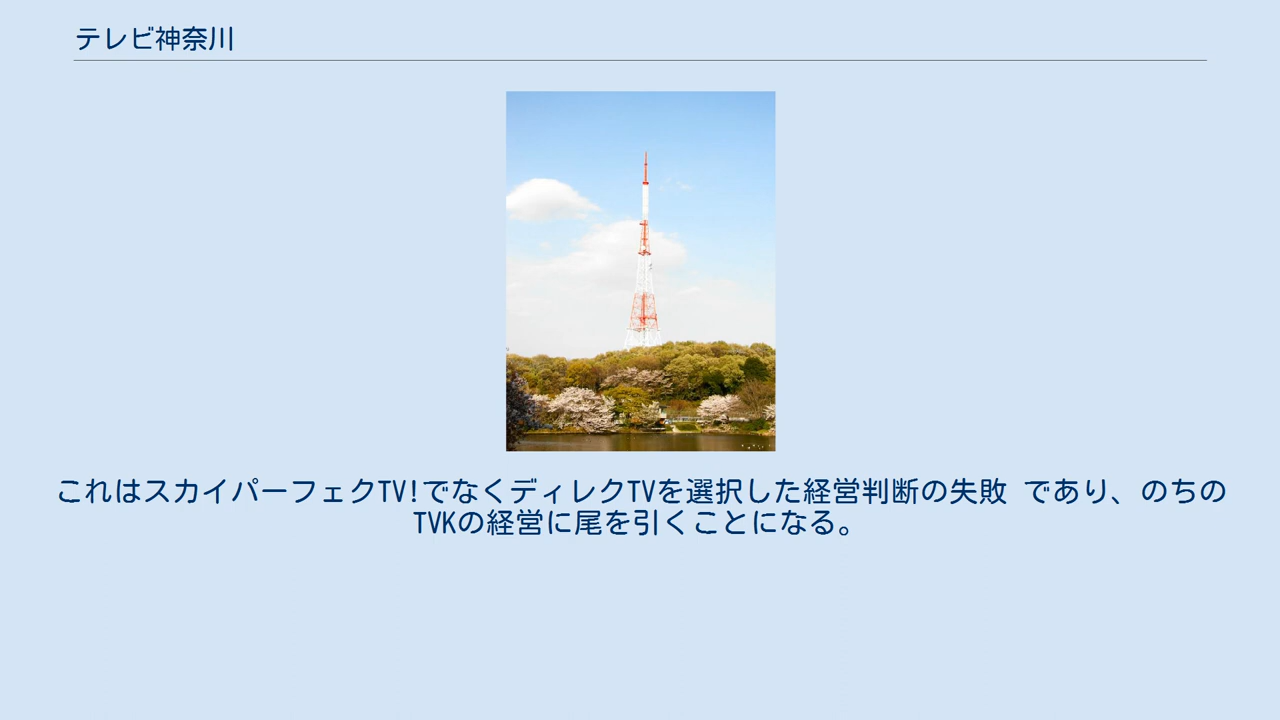 テレビ神奈川
これはスカイパーフェクTV!でなくディレクTVを選択した経営判断の失敗 であり、のちの
TVKの経営に尾を引くことになる。